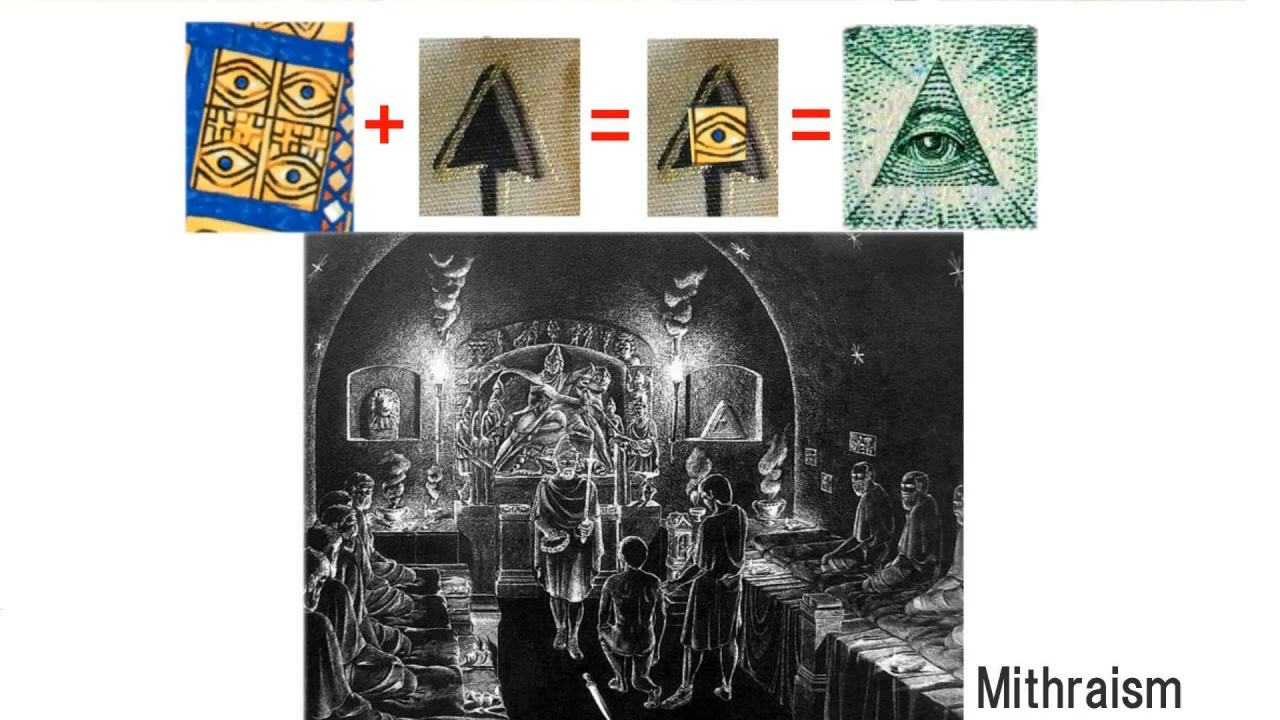 + = =
Mithraism